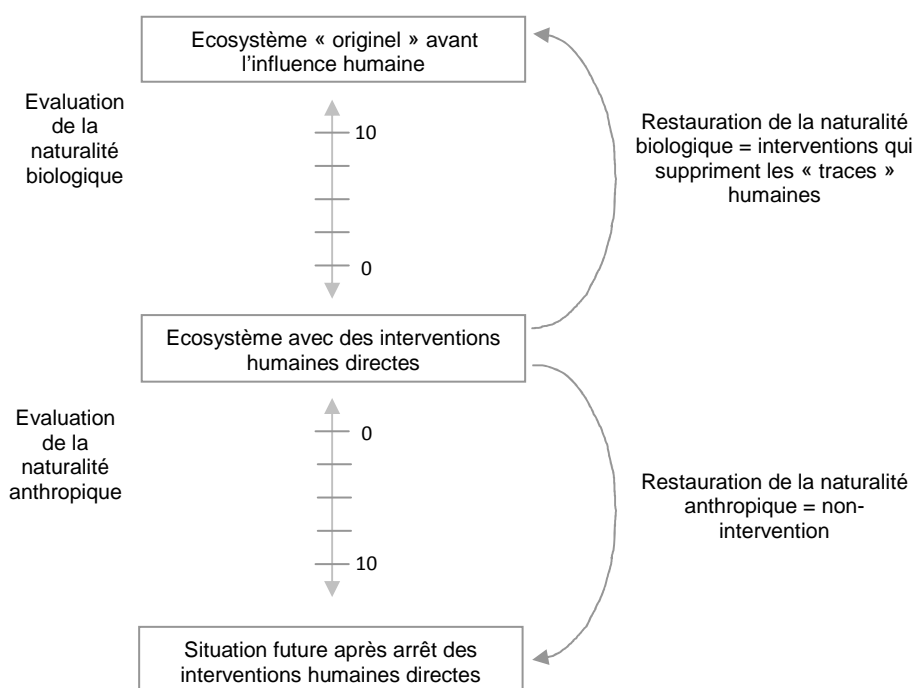 Ecosystème « originel » avant
l'influence humaine
Evaluation
de la
naturalité
biologique
10
0
Restauration de la naturalité
biologique = interventions qui
suppriment les « traces »
humaines
Ecosystème avec des interventions
humaines directes
Evaluation
de la
naturalité
anthropique
0
10
Restauration de la naturalité
anthropique = non-
intervention
Situation future après arrêt des
interventions humaines directes